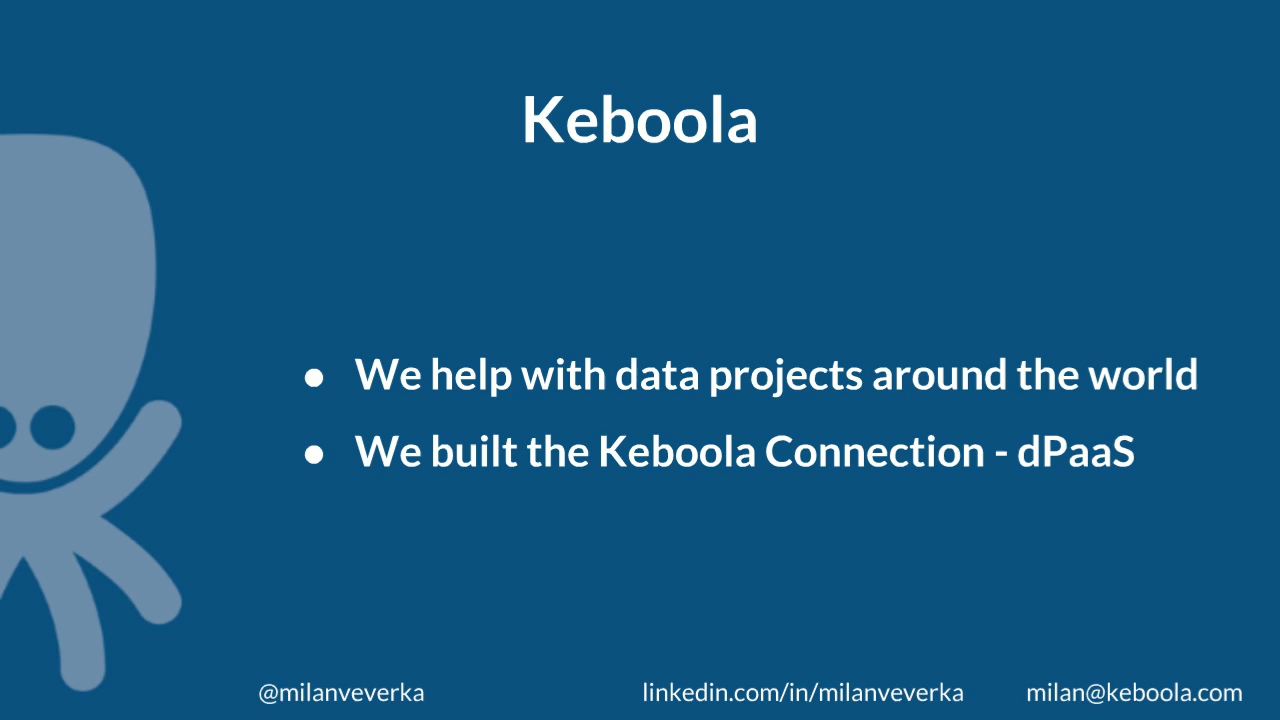 Keboola
● We help with data projects around the world
● We built the Keboola Connection - dPaaS
@milanveverka linkedin.com/in/milanveverka milan@keboola.com